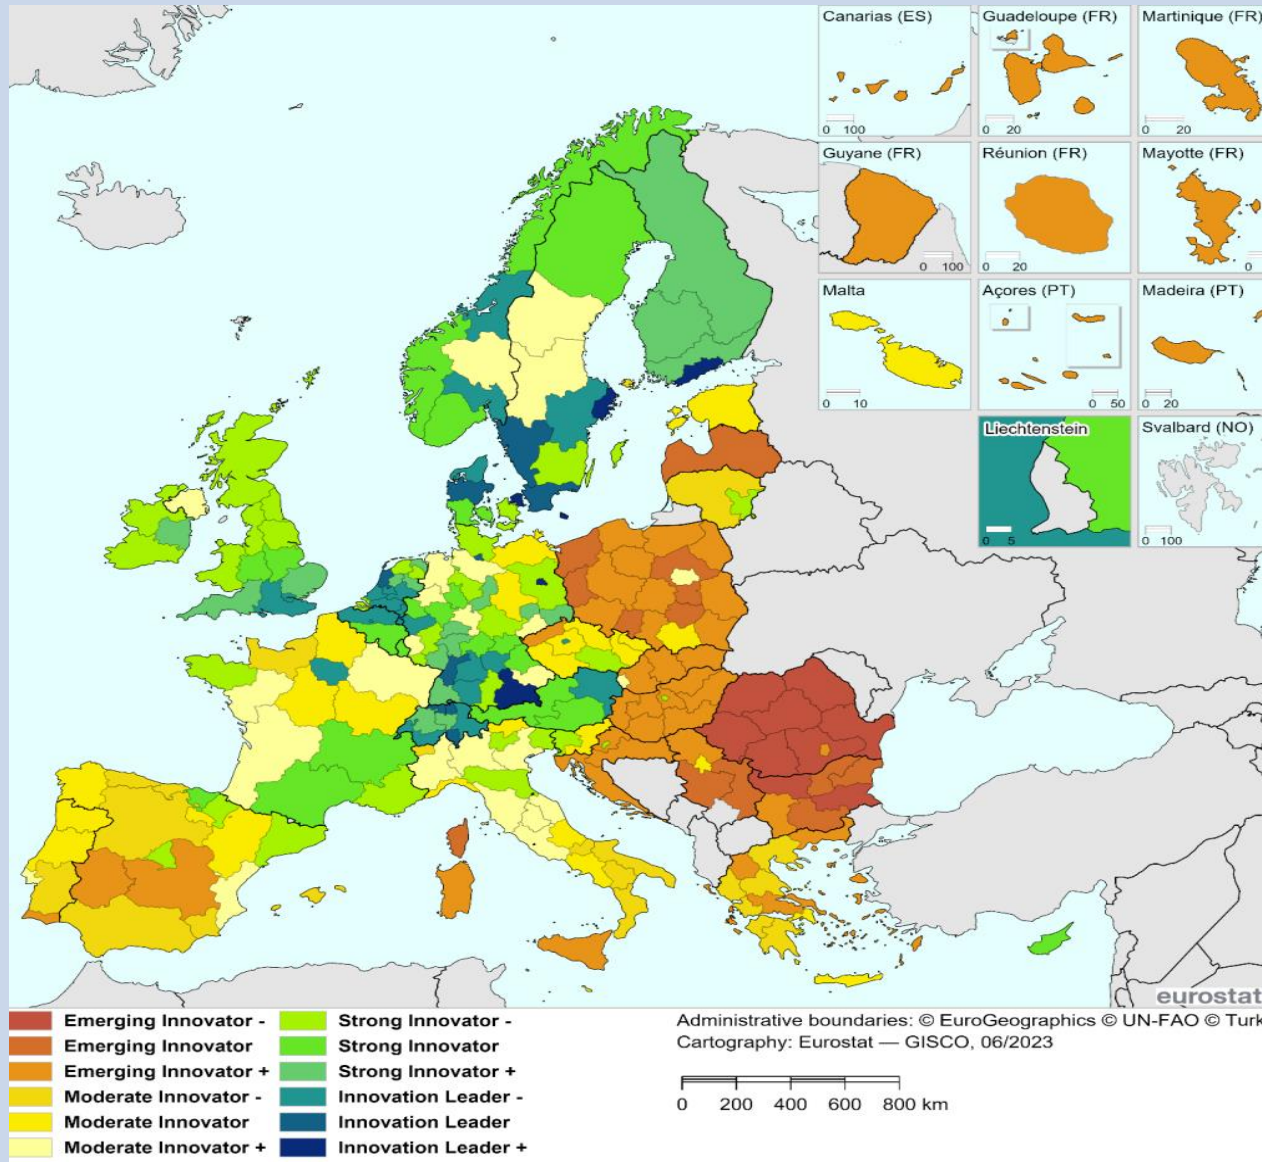 Canarias (ES)
0 100
Guadeloupe (FR)
0 20
Martinique (FR)
0 20
Guyane (FR)
0 100
Réunion (FR)
0 20
Mayotte (FR)
0
Malta
0 10
Açores (PT)
0 50
Madeira (PT)
0 20
Liechtenstein
0 5
Svalbard (NO)
0 100
eurostat
Emerging Innovator -
Emerging Innovator
Emerging Innovator +
Moderate Innovator -
Moderate Innovator
Moderate Innovator +
Strong Innovator -
Strong Innovator
Strong Innovator +
Innovation Leader -
Innovation Leader
Innovation Leader +
Administrative boundaries: © EuroGeographics © UN-FAO © Turk
Cartography: Eurostat — GISCO, 06/2023
0 200 400 600 800 km